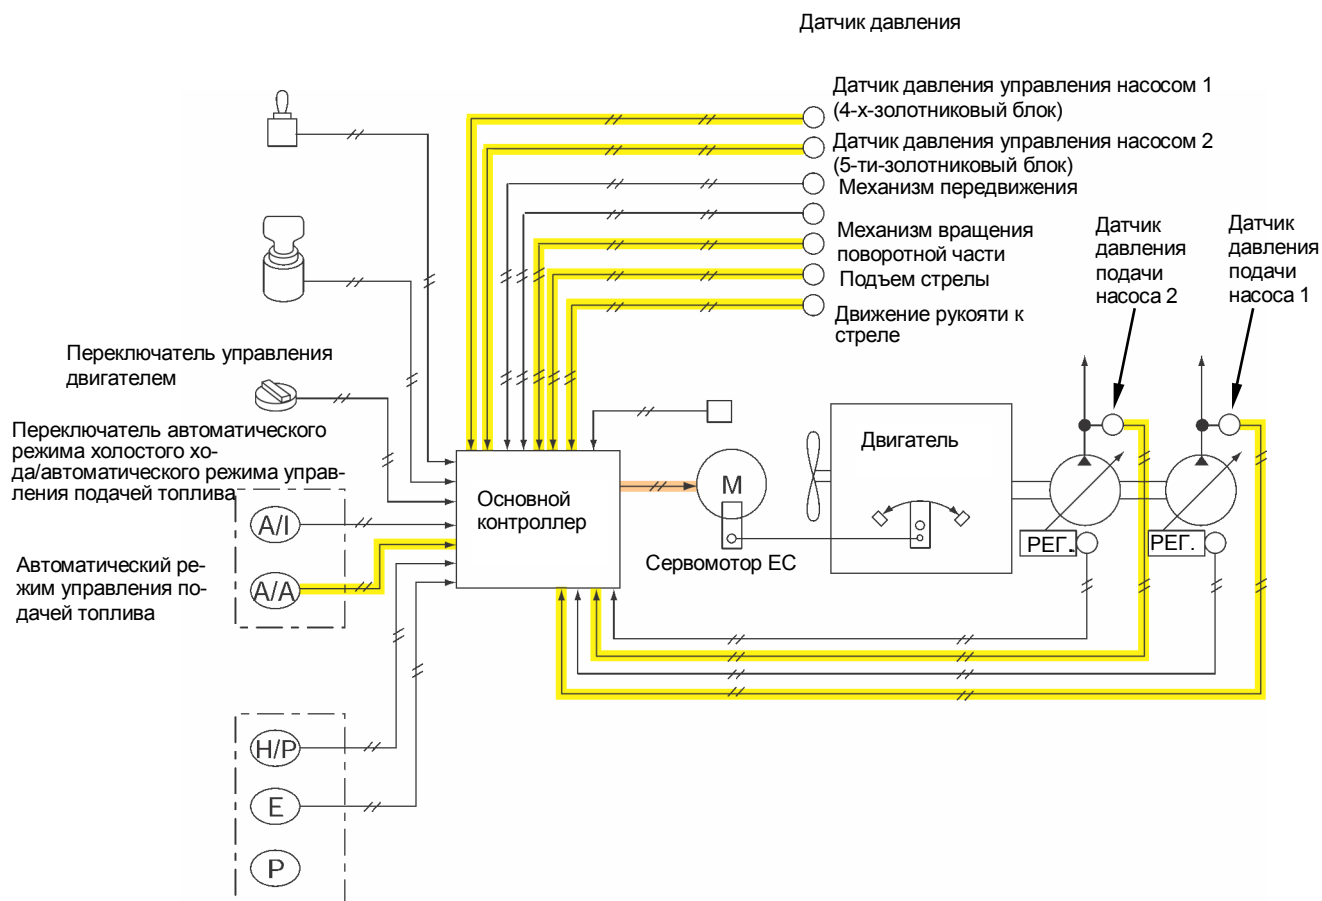 Датчик давления
Датчик давления управления насосом 1
(4-х-золотниковый блок)
Датчик давления управления насосом 2
(5-ти-золотниковый блок)
Механизм передвижения
Механизм вращения
поворотной части
Подъем стрелы
Движение рукояти к
стреле
Датчик
давления
подачи
насоса 2
Датчик
давления
подачи
насоса 1
Переключатель управления
двигателем
Переключатель автоматического
режима холостого хо-
да/автоматического режима управ-
ления подачей топлива
A/I
Автоматический ре-
жим управления по-
дачей топлива
A/A
H/P
E
P
Основной
контроллер
M
Сервомотор ЕС
Двигатель
РЕГ.
РЕГ.